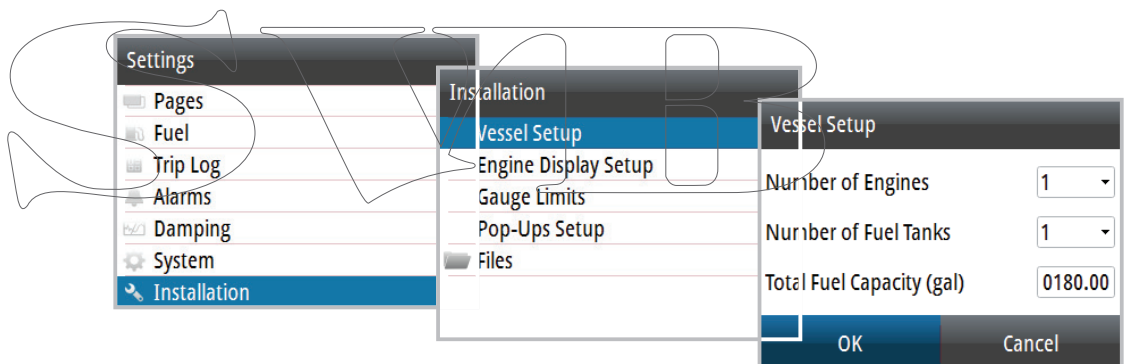 Settings
Pages
Fuel
Trip Log
Alarms
Damping
System
Installation
Installation
Vessel Setup
Engine Display Setup
Gauge Limits
Pop-Ups Setup
Files
Vessel Setup
Number of Engines 1
Number of Fuel Tanks 1
Total Fuel Capacity (gal) 0180.00
OK Cancel